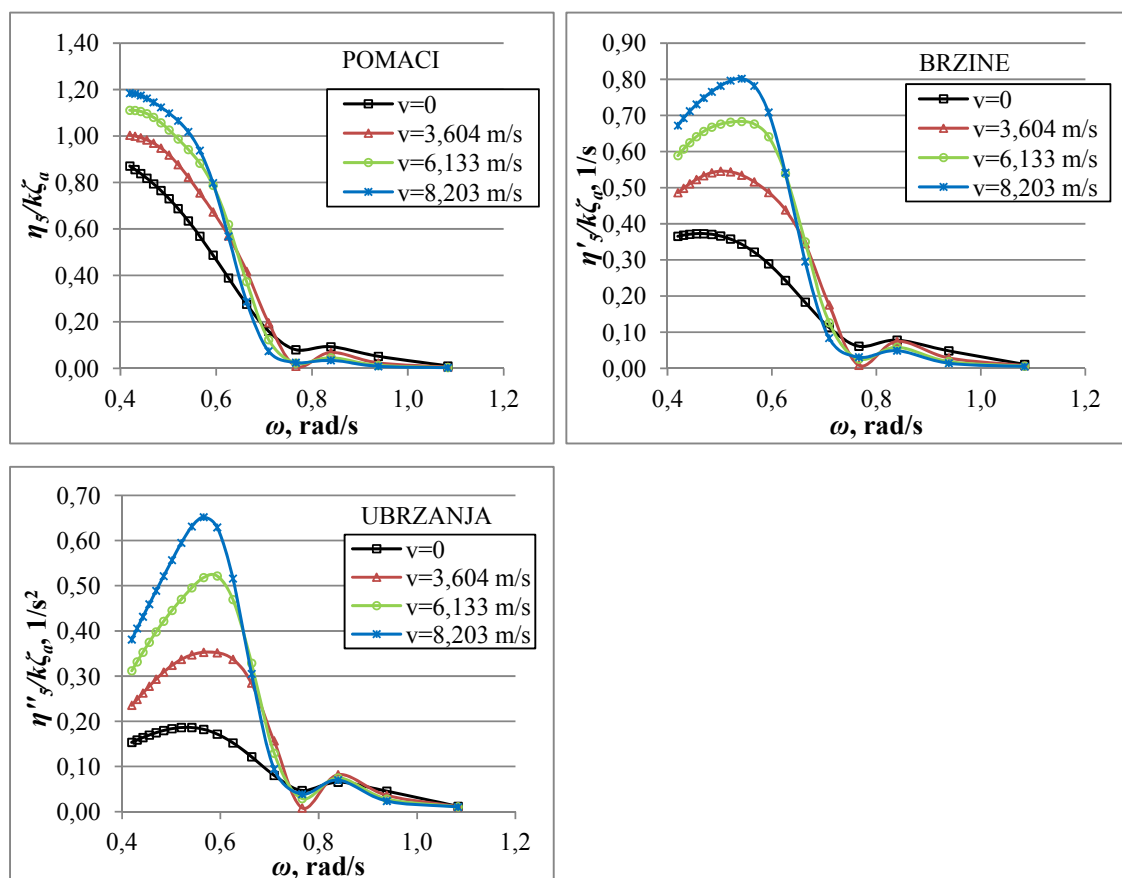 POMACI
v=0
v=3,604 m/s
v=6,133 m/s
v=8,203 m/s
η5/kζa
1,40
1,20
1,00
0,80
0,60
0,40
0,20
0,00
0,4 0,6 0,8 1,0 1,2
ω, rad/s
BRZINE
v=0
v=3,604 m/s
v=6,133 m/s
v=8,203 m/s
η'5/kζa, 1/s
0,90
0,80
0,70
0,60
0,50
0,40
0,30
0,20
0,10
0,00
0,4 0,6 0,8 1,0 1,2
ω, rad/s
UBRZANJA
v=0
v=3,604 m/s
v=6,133 m/s
v=8,203 m/s
η''5/kζa, 1/s²
0,70
0,60
0,50
0,40
0,30
0,20
0,10
0,00
0,4 0,6 0,8 1,0 1,2
ω, rad/s